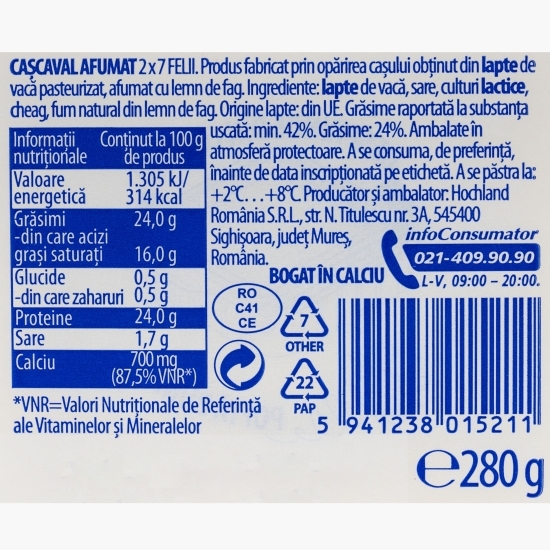 CAȘCAVAL AFUMAT 2 x 7 FELII. Produs fabricat prin opărirea cașului obținut din lapte de
vacă pasteurizat, afumat cu lemn de fag. Ingrediente: lapte de vacă, sare, culturi lactice,
cheag, fum natural din lemn de fag. Origine lapte: din UE. Grăsime raportată la substanța
uscată: min. 42%. Grăsime: 24%. Ambalate în
atmosferă protectoare. A se consuma, de preferință,
înainte de data inscripționată pe etichetă. A se păstra la:
+2°C. . .+8°C. Producător și ambalator: Hochland
România S.R.L., str. N. Titulescu nr. 3A, 545400
Sighișoara, județ Mureș,
România.
Informații nutriționale
Conținut la 100 g de produs
Valoare energetică
1.305 kJ/
314 kcal
Grăsimi
24,0 g
-din care acizi
grași saturați
16,0 g
Glucide
0,5 g
-din care zaharuri
0,5 g
Proteine
24,0 g
Sare
1,7 g
Calciu
700 mg
(87,5% VNR*)
*VNR=Valori Nutriționale de Referință
ale Vitaminelor și Mineralelor
infoConsumator
021-409.90.90
L-V, 09:00 – 20:00.
BOGAT ÎN CALCIU
RO
C41
CE
7
OTHER
22
PAP
5 941238 015211
e280 g